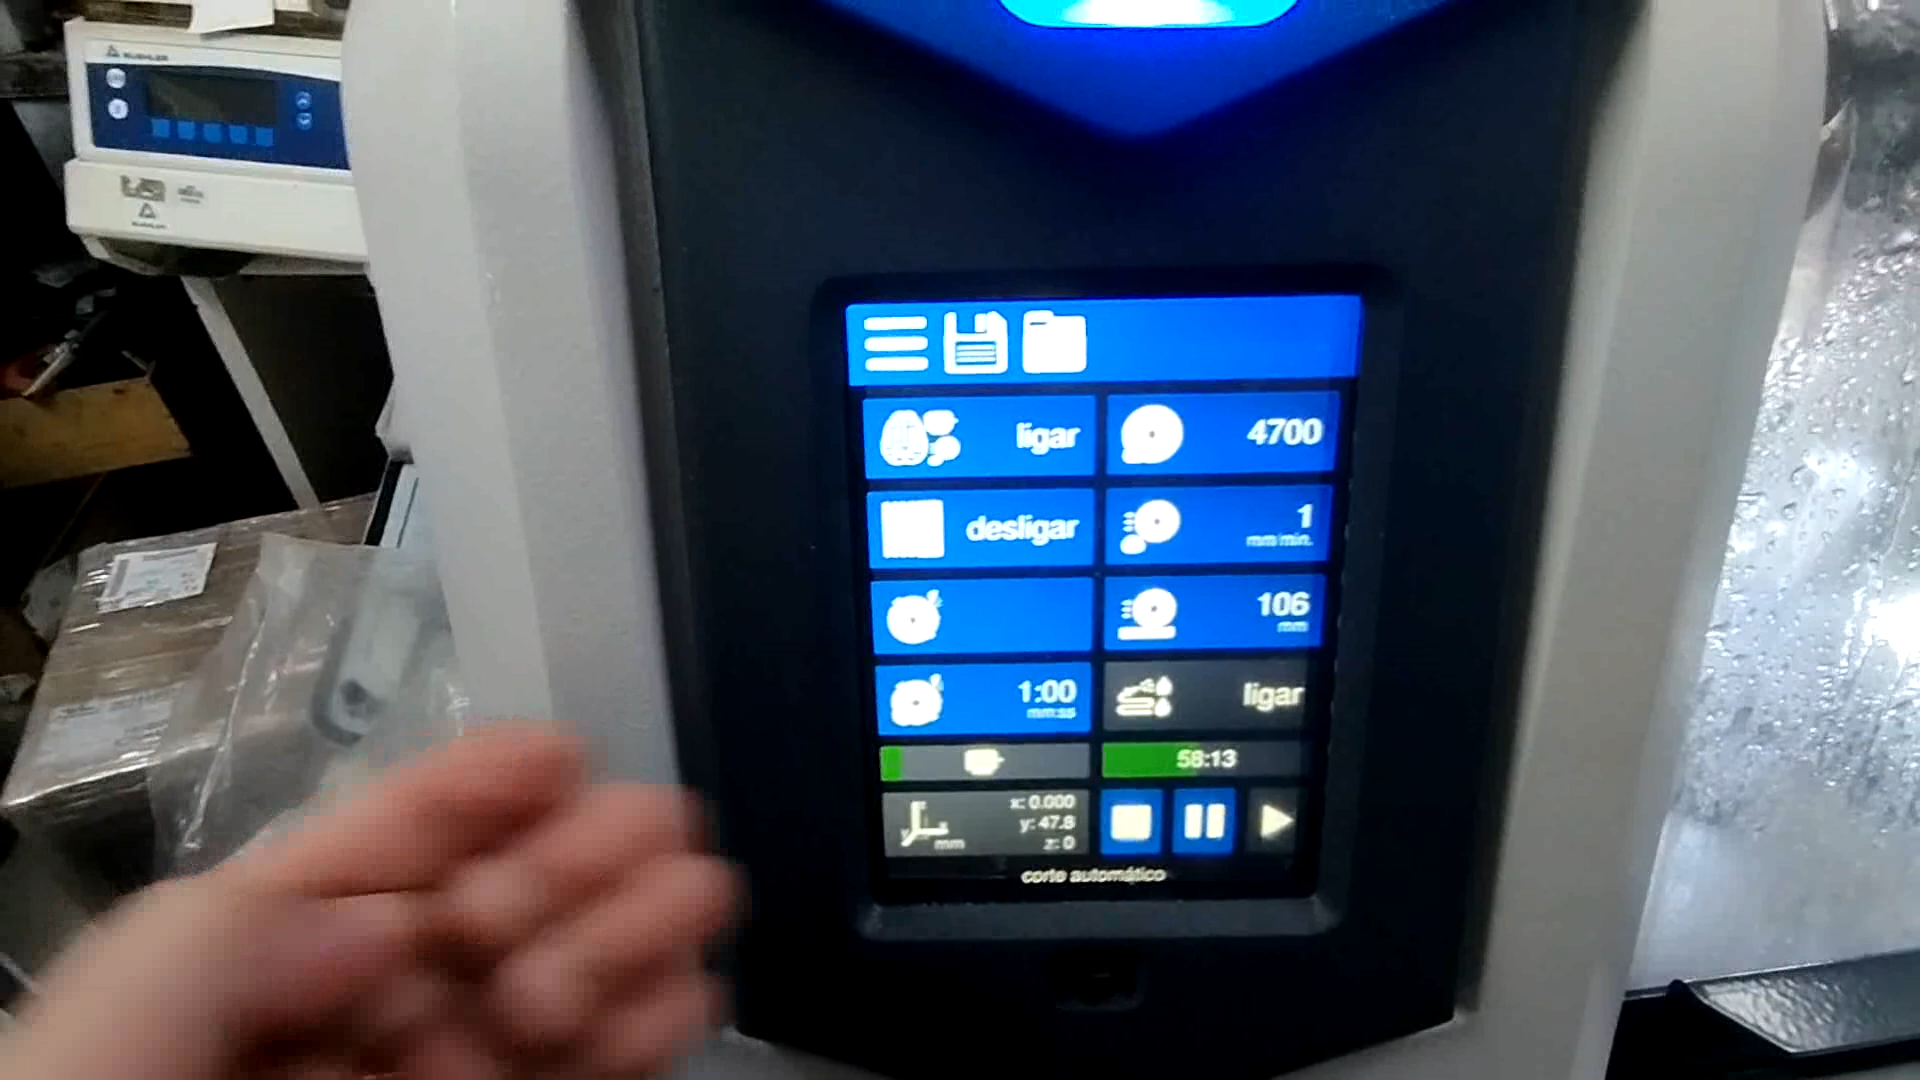 ligar
4700
desligar
1
mm/min.
106
mm
1:00
mm:ss
ligar
58:13
x: 0.000
y: 47.8
z: 0
mm
corte automático